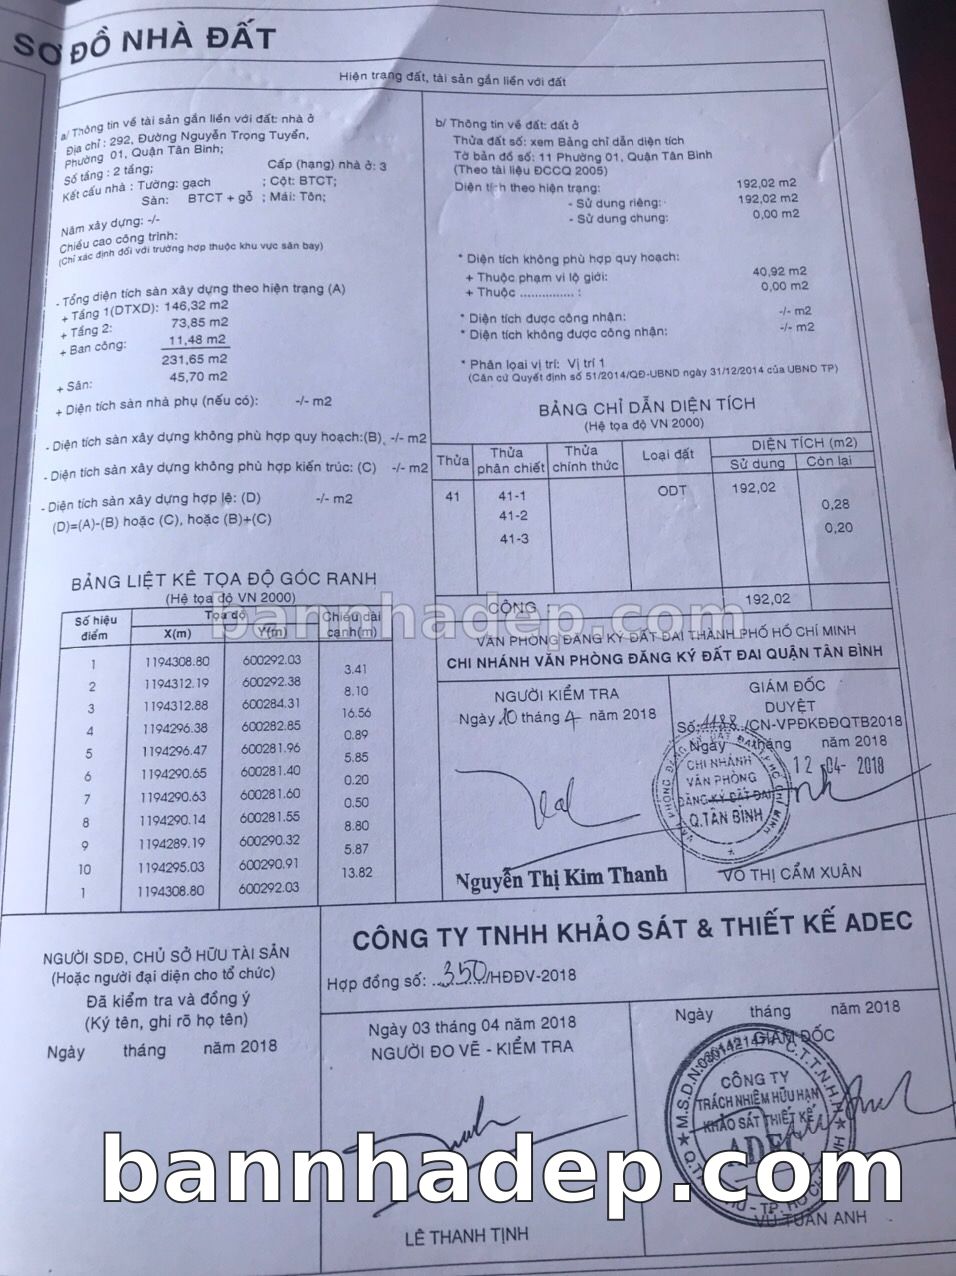 SƠ ĐỒ NHÀ ĐẤT
Hiện trạng đất, tài sản gắn liền với đất
a/ Thông tin về tài sản gắn liền với đất: nhà ở
Địa chỉ : 292, Đường Nguyễn Trọng Tuyển,
Phường 01, Quận Tân Bình;
Số tầng : 2 tầng; Cấp (hạng) nhà ở: 3
Kết cấu nhà : Tường: gạch ; Cột: BTCT;
Sàn: BTCT + gỗ ; Mái: Tôn;
Năm xây dựng: -/-
Chiều cao công trình:
(Chỉ xác định đối với trường hợp thuộc khu vực sân bay)
- Tổng diện tích sàn xây dựng theo hiện trạng (A)
+ Tầng 1(DTXD): 146,32 m2
+ Tầng 2: 73,85 m2
+ Ban công: 11,48 m2
231,65 m2
+ Sân: 45,70 m2
+ Diện tích sàn nhà phụ (nếu có): -/- m2
- Diện tích sàn xây dựng không phù hợp quy hoạch:(B) -/- m2
- Diện tích sàn xây dựng không phù hợp kiến trúc: (C) -/- m2
- Diện tích sàn xây dựng hợp lệ: (D) -/- m2
(D)=(A)-(B) hoặc (C), hoặc (B)+(C)
b/ Thông tin về đất: đất ở
Thửa đất số: xem Bảng chỉ dẫn diện tích
Tờ bản đồ số: 11 Phường 01, Quận Tân Bình
(Theo tài liệu ĐCCQ 2005)
Diện tích theo hiện trạng: 192,02 m2
- Sử dụng riêng: 192,02 m2
- Sử dụng chung: 0,00 m2
* Diện tích không phù hợp quy hoạch:
+ Thuộc phạm vi lộ giới: 40,92 m2
+ Thuộc ............... : 0,00 m2
* Diện tích được công nhận: -/- m2
* Diện tích không được công nhận: -/- m2
* Phân loại vị trí: Vị trí 1
(Căn cứ Quyết định số 51/2014/QĐ-UBND ngày 31/12/2014 của UBND TP)
BẢNG CHỈ DẪN DIỆN TÍCH
(Hệ tọa độ VN 2000)
Thửa Thửa phân chiết Thửa chính thức Loại đất DIỆN TÍCH (m2)
Sử dụng Còn lại
41 41-1 ODT 192,02
41-2 0,28
41-3 0,20
CỘNG 192,02
BẢNG LIỆT KÊ TỌA ĐỘ GÓC RANH
(Hệ tọa độ VN 2000)
Số hiệu điểm Tọa độ Chiều dài cạnh(m)
X(m) Y(m)
1 1194308.80 600292.03
3.41
2 1194312.19 600292.38
8.10
3 1194312.88 600284.31
16.56
4 1194296.38 600282.85
0.89
5 1194296.47 600281.96
5.85
6 1194290.65 600281.40
0.20
7 1194290.63 600281.60
0.50
8 1194290.14 600281.55
8.80
9 1194289.19 600290.32
5.87
10 1194295.03 600290.91
13.82
1 1194308.80 600292.03
bannhadep.com
VĂN PHÒNG ĐĂNG KÝ ĐẤT ĐAI THÀNH PHỐ HỒ CHÍ MINH
CHI NHÁNH VĂN PHÒNG ĐĂNG KÝ ĐẤT ĐAI QUẬN TÂN BÌNH
NGƯỜI KIỂM TRA
Ngày 10 tháng 4 năm 2018
Nguyễn Thị Kim Thanh
GIÁM ĐỐC
DUYỆT
Số: 1188 /CN-VPĐKĐĐQTB2018
Ngày tháng năm 2018
12 -04- 2018
CHI NHÁNH
VĂN PHÒNG
ĐĂNG KÝ ĐẤT ĐAI
Q.TÂN BÌNH
VÕ THỊ CẨM XUÂN
NGƯỜI SDĐ, CHỦ SỞ HỮU TÀI SẢN
(Hoặc người đại diện cho tổ chức)
Đã kiểm tra và đồng ý
(Ký tên, ghi rõ họ tên)
Ngày tháng năm 2018
CÔNG TY TNHH KHẢO SÁT & THIẾT KẾ ADEC
Hợp đồng số: 350/HĐDV-2018
Ngày 03 tháng 04 năm 2018
NGƯỜI ĐO VẼ - KIỂM TRA
LÊ THANH TỊNH
Ngày tháng năm 2018
GIÁM ĐỐC
CÔNG TY
TRÁCH NHIỆM HỮU HẠN
KHẢO SÁT THIẾT KẾ
ADEC
VŨ TUẤN ANH
bannhadep.com